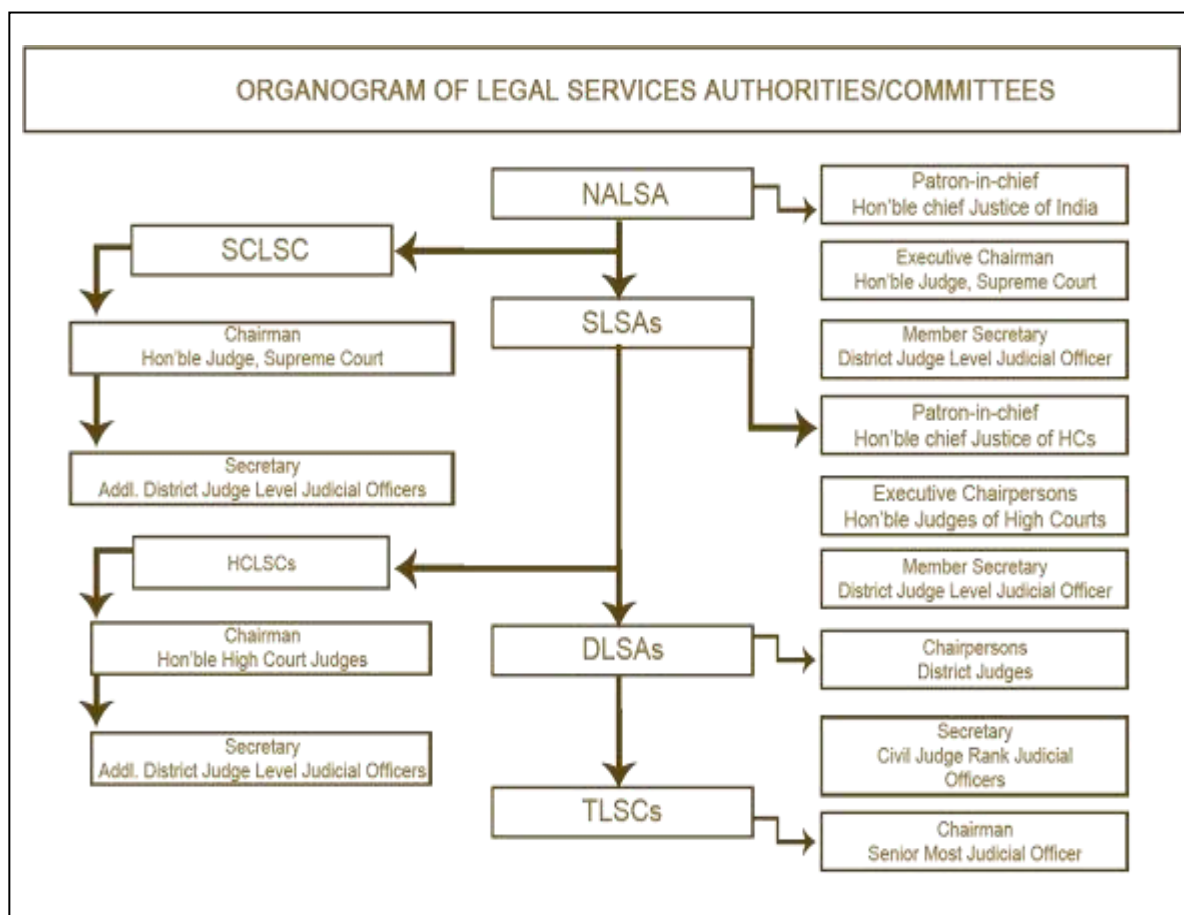 ORGANOGRAM OF LEGAL SERVICES AUTHORITIES/COMMITTEES
NALSA
Patron-in-chief
Hon'ble chief Justice of India
SCLSC
Executive Chairman
Hon'ble Judge, Supreme Court
SLSAs
Chairman
Hon'ble Judge, Supreme Court
Member Secretary
District Judge Level Judicial Officer
Patron-in-chief
Hon'ble chief Justice of HCs
Secretary
Addl. District Judge Level Judicial Officers
Executive Chairpersons
Hon'ble Judges of High Courts
HCLSCs
Member Secretary
District Judge Level Judicial Officer
Chairman
Hon'ble High Court Judges
DLSAs
Chairpersons
District Judges
Secretary
Addl. District Judge Level Judicial Officers
Secretary
Civil Judge Rank Judicial
Officers
TLSCs
Chairman
Senior Most Judicial Officer